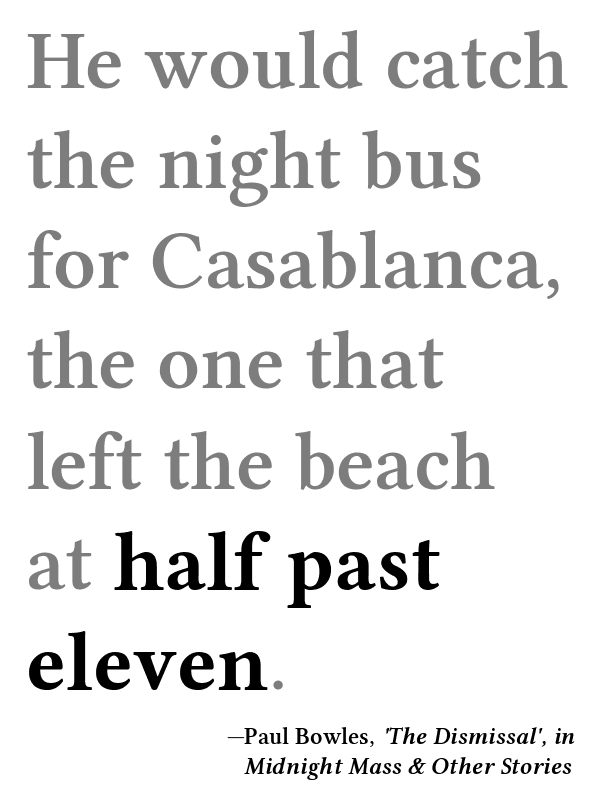 He would catch
the night bus
for Casablanca,
the one that
left the beach
at half past
eleven.
—Paul Bowles, 'The Dismissal', in
Midnight Mass & Other Stories